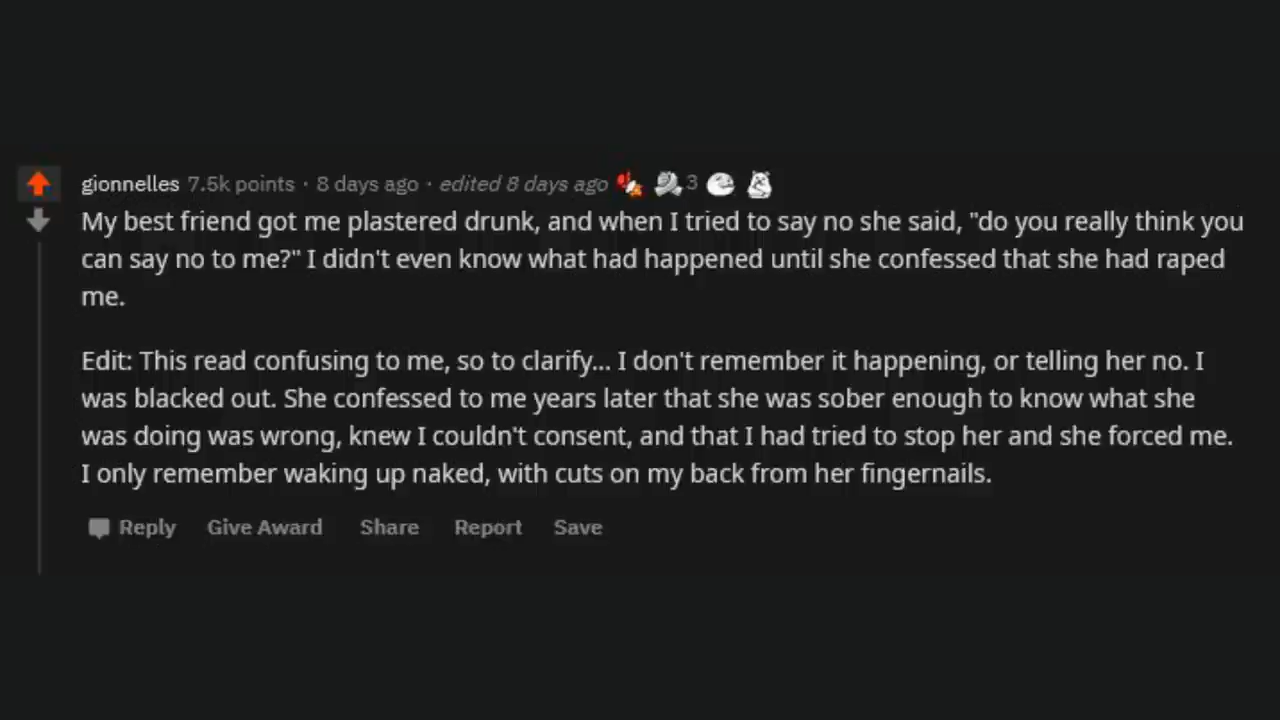 gionnelles 7.5k points · 8 days ago · edited 8 days ago 3
My best friend got me plastered drunk, and when I tried to say no she said, "do you really think you
can say no to me?" I didn't even know what had happened until she confessed that she had raped
me.
Edit: This read confusing to me, so to clarify... I don't remember it happening, or telling her no. I
was blacked out. She confessed to me years later that she was sober enough to know what she
was doing was wrong, knew I couldn't consent, and that I had tried to stop her and she forced me.
I only remember waking up naked, with cuts on my back from her fingernails.
Reply Give Award Share Report Save